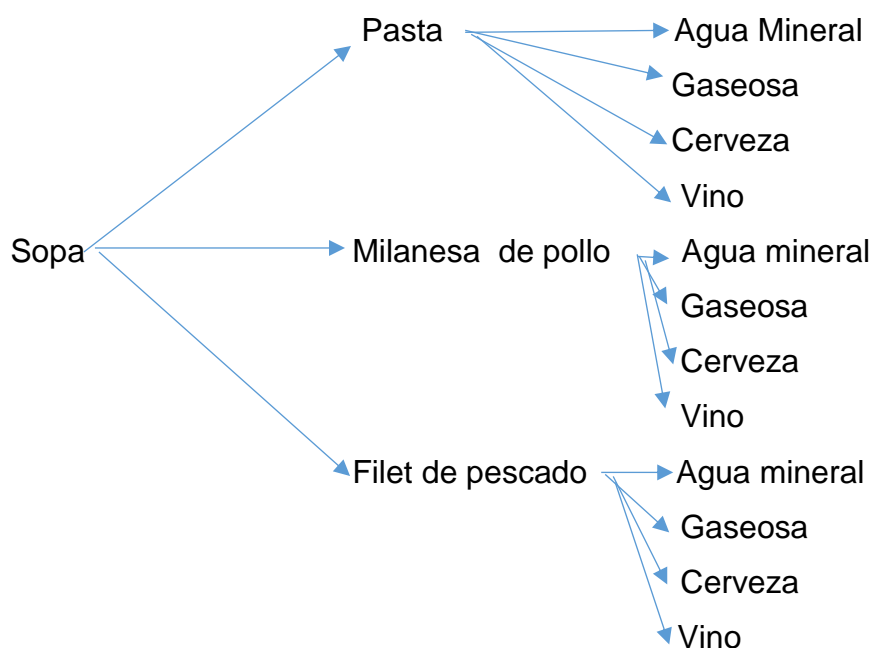 Pasta
Agua Mineral
Gaseosa
Cerveza
Vino
Sopa
Milanesa de pollo
Agua mineral
Gaseosa
Cerveza
Vino
Filet de pescado
Agua mineral
Gaseosa
Cerveza
Vino